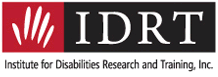 IDRT
Institute for Disabilities Research and Training, Inc.